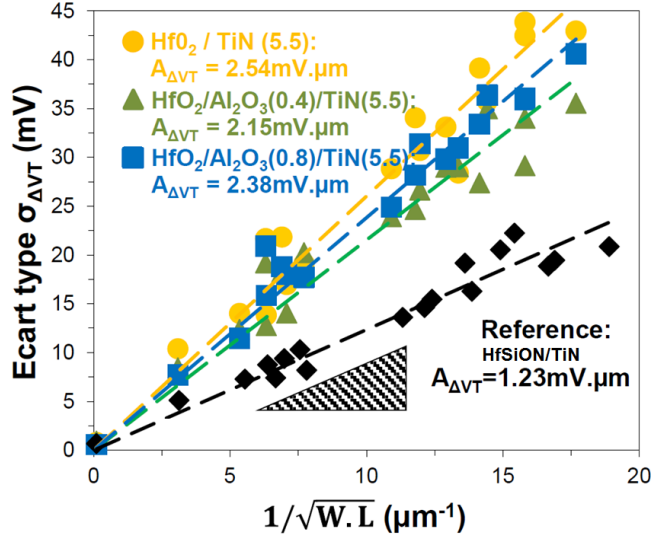 45
40
35
30
25
20
15
10
5
0
Ecart type σ_ΔVT (mV)
Hf0₂ / TiN (5.5):
A_ΔVT = 2.54mV.µm
HfO₂/Al₂O₃(0.4)/TiN(5.5):
A_ΔVT = 2.15mV.µm
HfO₂/Al₂O₃(0.8)/TiN(5.5)
A_ΔVT = 2.38mV.µm
Reference:
HfSiON/TiN
A_ΔVT=1.23mV.µm
0 5 10 15 20
1/√W.L (µm⁻¹)